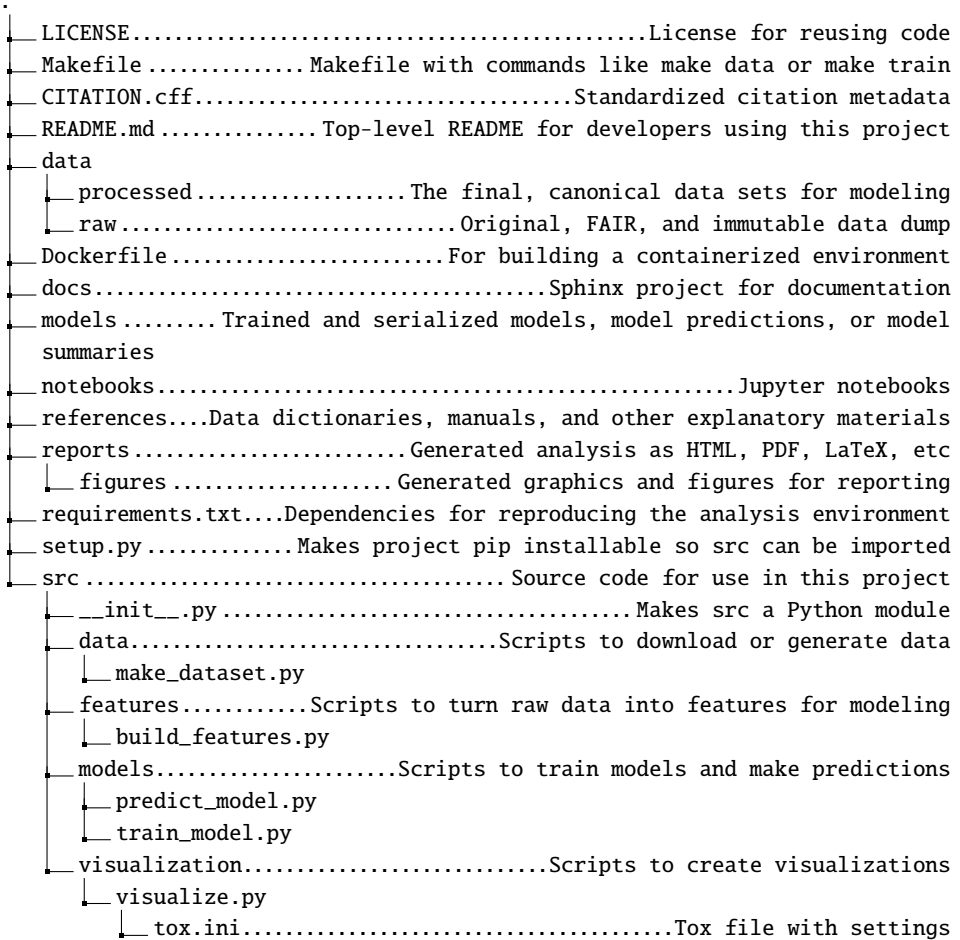 .
LICENSE................................................License for reusing code
Makefile...............Makefile with commands like make data or make train
CITATION.cff.................................Standardized citation metadata
README.md...............Top-level README for developers using this project
data
processed...................The final, canonical data sets for modeling
raw..............................Original, FAIR, and immutable data dump
Dockerfile.........................For building a containerized environment
docs..........................................Sphinx project for documentation
models.........Trained and serialized models, model predictions, or model
summaries
notebooks.....................................................Jupyter notebooks
references....Data dictionaries, manuals, and other explanatory materials
reports.........................Generated analysis as HTML, PDF, LaTeX, etc
figures.....................Generated graphics and figures for reporting
requirements.txt....Dependencies for reproducing the analysis environment
setup.py..............Makes project pip installable so src can be imported
src.......................................Source code for use in this project
__init__.py.......................................Makes src a Python module
data..................................Scripts to download or generate data
make_dataset.py
features............Scripts to turn raw data into features for modeling
build_features.py
models.......................Scripts to train models and make predictions
predict_model.py
train_model.py
visualization............................Scripts to create visualizations
visualize.py
tox.ini........................................Tox file with settings